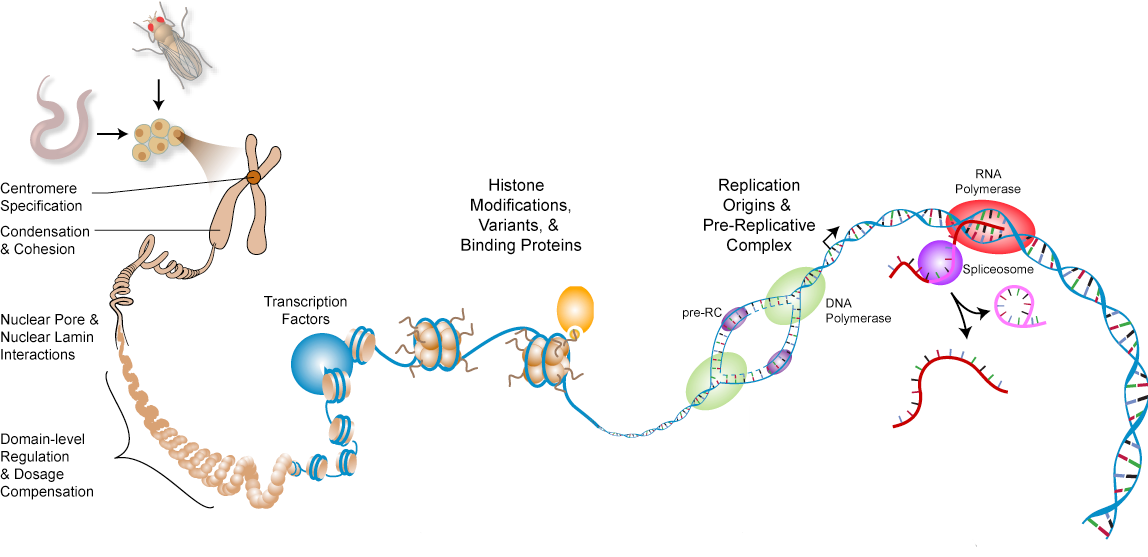 Centromere
Specification
Condensation
& Cohesion
Nuclear Pore &
Nuclear Lamin
Interactions
Domain-level
Regulation
& Dosage
Compensation
Transcription
Factors
Histone
Modifications,
Variants, &
Binding Proteins
Replication
Origins &
Pre-Replicative
Complex
pre-RC
DNA
Polymerase
RNA
Polymerase
Spliceosome